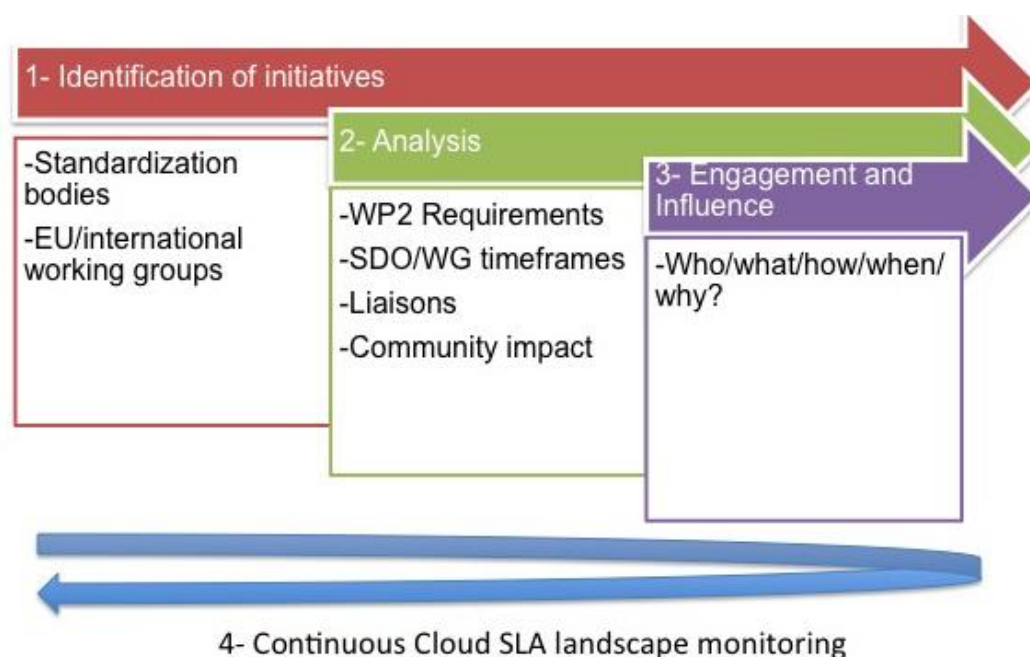 1- Identification of initiatives
-Standardization
bodies
-EU/international
working groups
2- Analysis
-WP2 Requirements
-SDO/WG timeframes
-Liaisons
-Community impact
3- Engagement and
Influence
-Who/what/how/when/
why?
4- Continuous Cloud SLA landscape monitoring